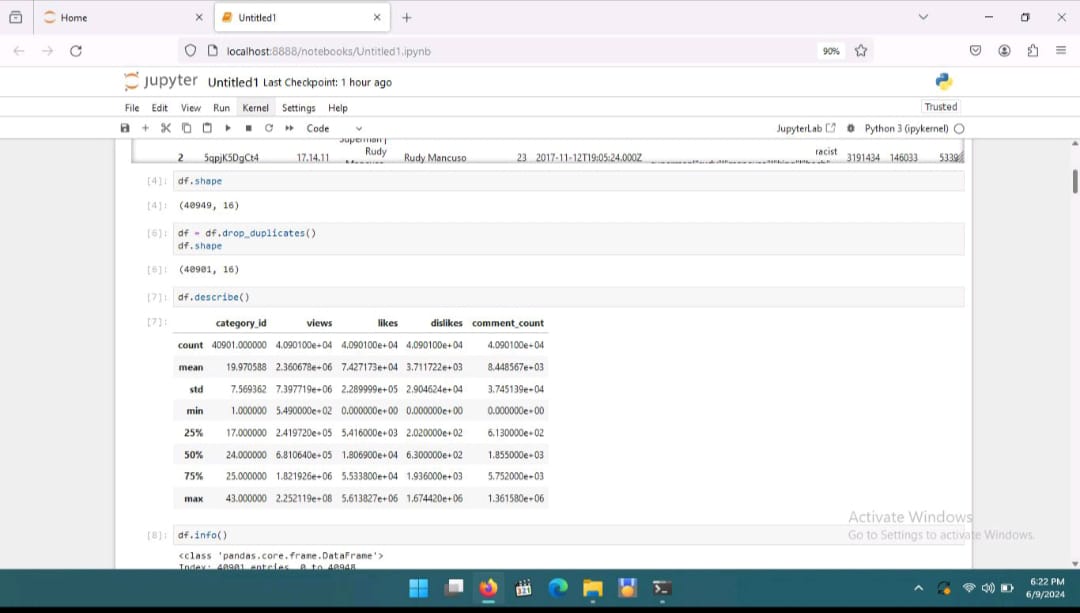 Home
Untitled1
localhost:8888/notebooks/Untitled1.ipynb
90%
jupyter Untitled1 Last Checkpoint: 1 hour ago
File Edit View Run Kernel Settings Help
Trusted
Code
JupyterLab Python 3 (ipykernel)
Superman |
Rudy
racist
2 5qpjK5DgCt4 17.14.11 Rudy Mancuso 23 2017-11-12T19:05:24.000Z 3191434 146033 5339
[4]: df.shape
[4]: (40949, 16)
[6]: df = df.drop_duplicates()
df.shape
[6]: (40901, 16)
[7]: df.describe()
[7]:
category_id views likes dislikes comment_count
count 40901.000000 4.090100e+04 4.090100e+04 4.090100e+04 4.090100e+04
mean 19.970588 2.360678e+06 7.427173e+04 3.711722e+03 8.448567e+03
std 7.569362 7.397719e+06 2.289999e+05 2.904624e+04 3.745139e+04
min 1.000000 5.490000e+02 0.000000e+00 0.000000e+00 0.000000e+00
25% 17.000000 2.419720e+05 5.416000e+03 2.020000e+02 6.130000e+02
50% 24.000000 6.810640e+05 1.806900e+04 6.300000e+02 1.855000e+03
75% 25.000000 1.821926e+06 5.533800e+04 1.936000e+03 5.752000e+03
max 43.000000 2.252119e+08 5.613827e+06 1.674420e+06 1.361580e+06
Activate Windows
Go to Settings to activate Windows.
[8]: df.info()
<class 'pandas.core.frame.DataFrame'>
Index: 40901 entries, 0 to 40948
6:22 PM
6/9/2024